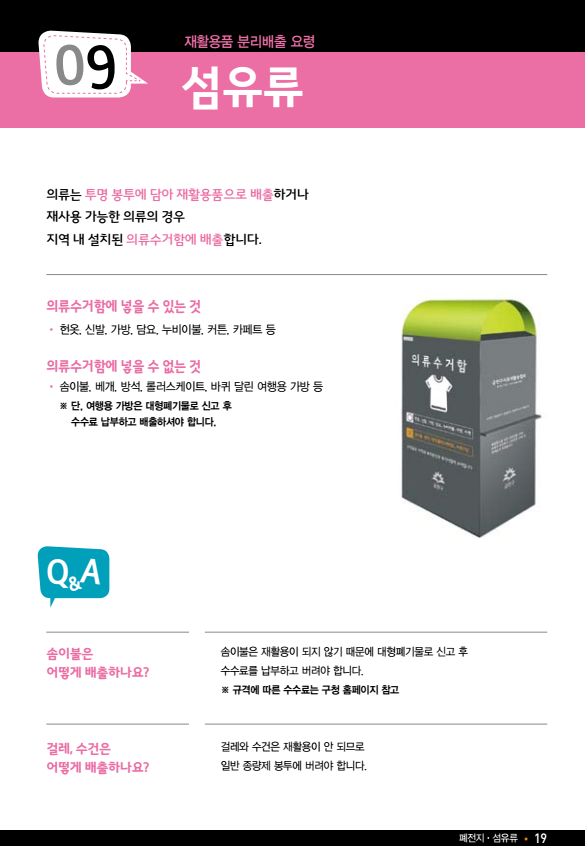 09
재활용품 분리배출 요령
섬유류
의류는 투명 봉투에 담아 재활용품으로 배출하거나
재사용 가능한 의류의 경우
지역 내 설치된 의류수거함에 배출합니다.
의류수거함에 넣을 수 있는 것
• 헌옷, 신발, 가방, 담요, 누비이불, 커튼, 카페트 등
의류수거함에 넣을 수 없는 것
• 솜이불, 베개, 방석, 롤러스케이트, 바퀴 달린 여행용 가방 등
※ 단, 여행용 가방은 대형폐기물로 신고 후
수수료 납부하고 배출하셔야 합니다.
의류수거함
Q&A
솜이불은
어떻게 배출하나요?
솜이불은 재활용이 되지 않기 때문에 대형폐기물로 신고 후
수수료를 납부하고 버려야 합니다.
※ 규격에 따른 수수료는 구청 홈페이지 참고
걸레, 수건은
어떻게 배출하나요?
걸레와 수건은 재활용이 안 되므로
일반 종량제 봉투에 버려야 합니다.
폐전지 · 섬유류 • 19